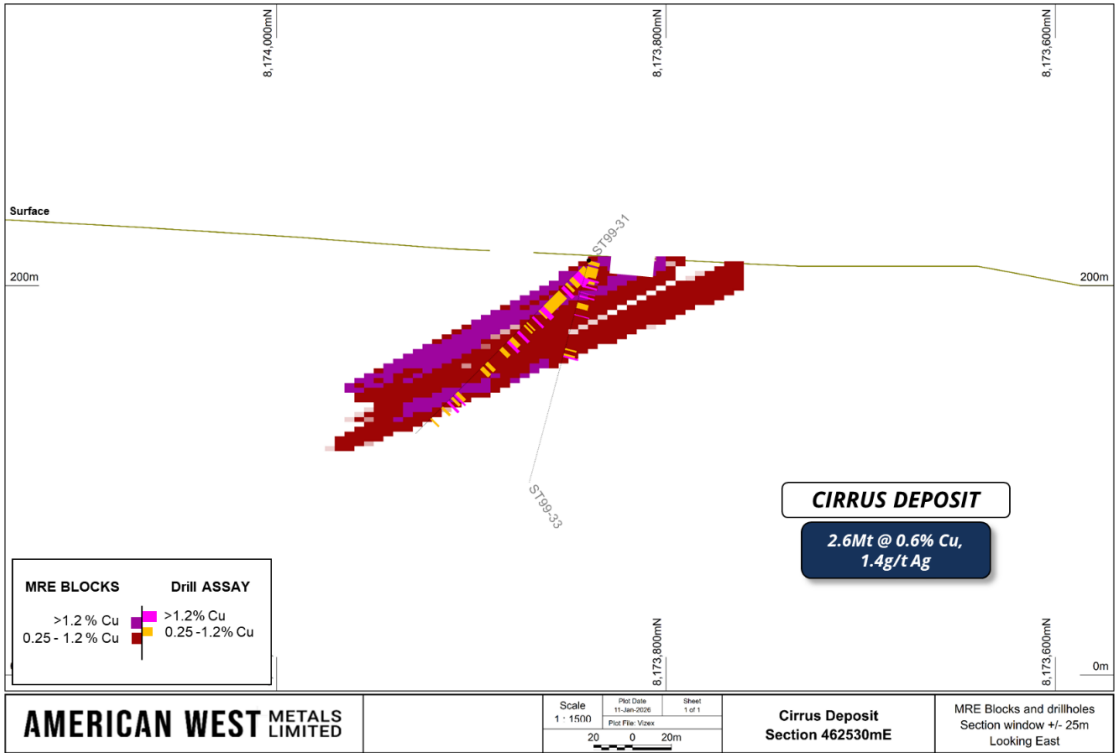 8,174,000mN
8,173,800mN
8,173,600mN
Surface
ST99-31
200m
200m
ST99-33
CIRRUS DEPOSIT
2.6Mt @ 0.6% Cu,
1.4g/t Ag
MRE BLOCKS
Drill ASSAY
>1.2 % Cu
>1.2% Cu
0.25 - 1.2 % Cu
0.25 -1.2% Cu
8,173,800mN
8,173,600mN
0m
AMERICAN WEST METALS
LIMITED
Scale
1 : 1500
Plot Date
11-Jan-2026
Sheet
1 of 1
Plot File: Vizex
20 0 20m
Cirrus Deposit
Section 462530mE
MRE Blocks and drillholes
Section window +/- 25m
Looking East